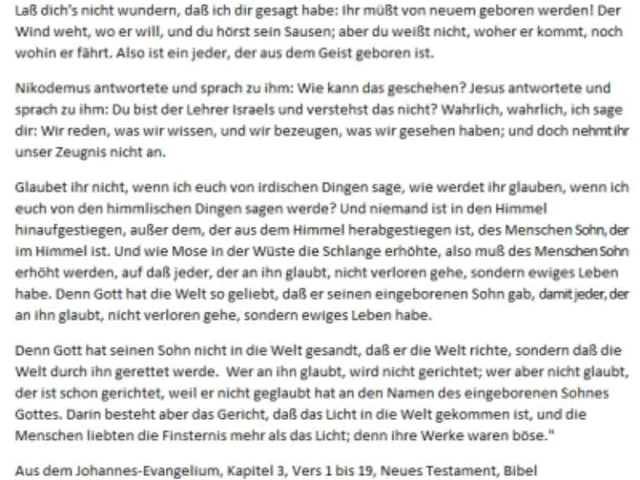 Laß dich's nicht wundern, daß ich dir gesagt habe: Ihr müßt von neuem geboren werden! Der
Wind weht, wo er will, und du hörst sein Sausen; aber du weißt nicht, woher er kommt, noch
wohin er fährt. Also ist ein jeder, der aus dem Geist geboren ist.
Nikodemus antwortete und sprach zu ihm: Wie kann das geschehen? Jesus antwortete und
sprach zu ihm: Du bist der Lehrer Israels und verstehst das nicht? Wahrlich, wahrlich, ich sage
dir: Wir reden, was wir wissen, und wir bezeugen, was wir gesehen haben; und doch nehmt ihr
unser Zeugnis nicht an.
Glaubet ihr nicht, wenn ich euch von irdischen Dingen sage, wie werdet ihr glauben, wenn ich
euch von den himmlischen Dingen sagen werde? Und niemand ist in den Himmel
hinaufgestiegen, außer dem, der aus dem Himmel herabgestiegen ist, des Menschen Sohn, der
im Himmel ist. Und wie Mose in der Wüste die Schlange erhöhte, also muß des Menschen Sohn
erhöht werden, auf daß jeder, der an ihn glaubt, nicht verloren gehe, sondern ewiges Leben
habe. Denn Gott hat die Welt so geliebt, daß er seinen eingeborenen Sohn gab, damit jeder, der
an ihn glaubt, nicht verloren gehe, sondern ewiges Leben habe.
Denn Gott hat seinen Sohn nicht in die Welt gesandt, daß er die Welt richte, sondern daß die
Welt durch ihn gerettet werde. Wer an ihn glaubt, wird nicht gerichtet; wer aber nicht glaubt,
der ist schon gerichtet, weil er nicht geglaubt hat an den Namen des eingeborenen Sohnes
Gottes. Darin besteht aber das Gericht, daß das Licht in die Welt gekommen ist, und die
Menschen liebten die Finsternis mehr als das Licht; denn ihre Werke waren böse."
Aus dem Johannes-Evangelium, Kapitel 3, Vers 1 bis 19, Neues Testament, Bibel